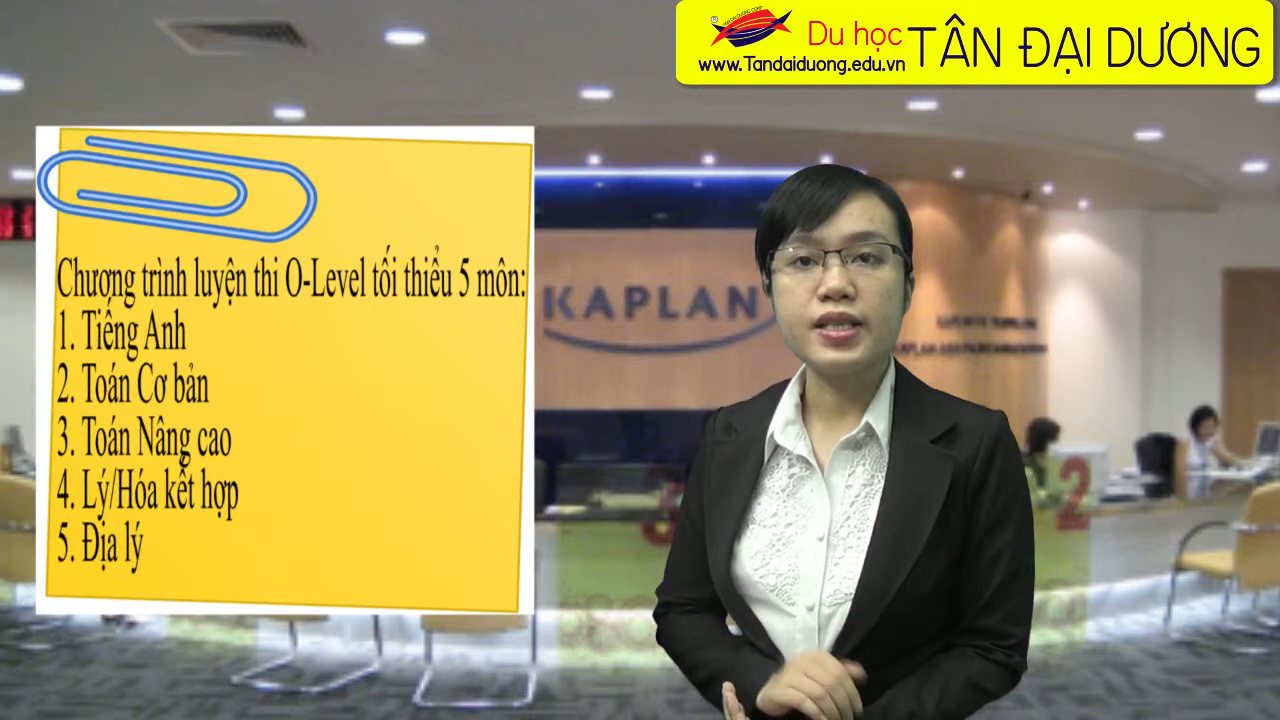 Du học TÂN ĐẠI DƯƠNG
www.Tandaiduong.edu.vn
Chương trình luyện thi O-Level tối thiểu 5 môn:
1. Tiếng Anh
2. Toán Cơ bản
3. Toán Nâng cao
4. Lý/Hóa kết hợp
5. Địa lý
KAPLAN
3
2